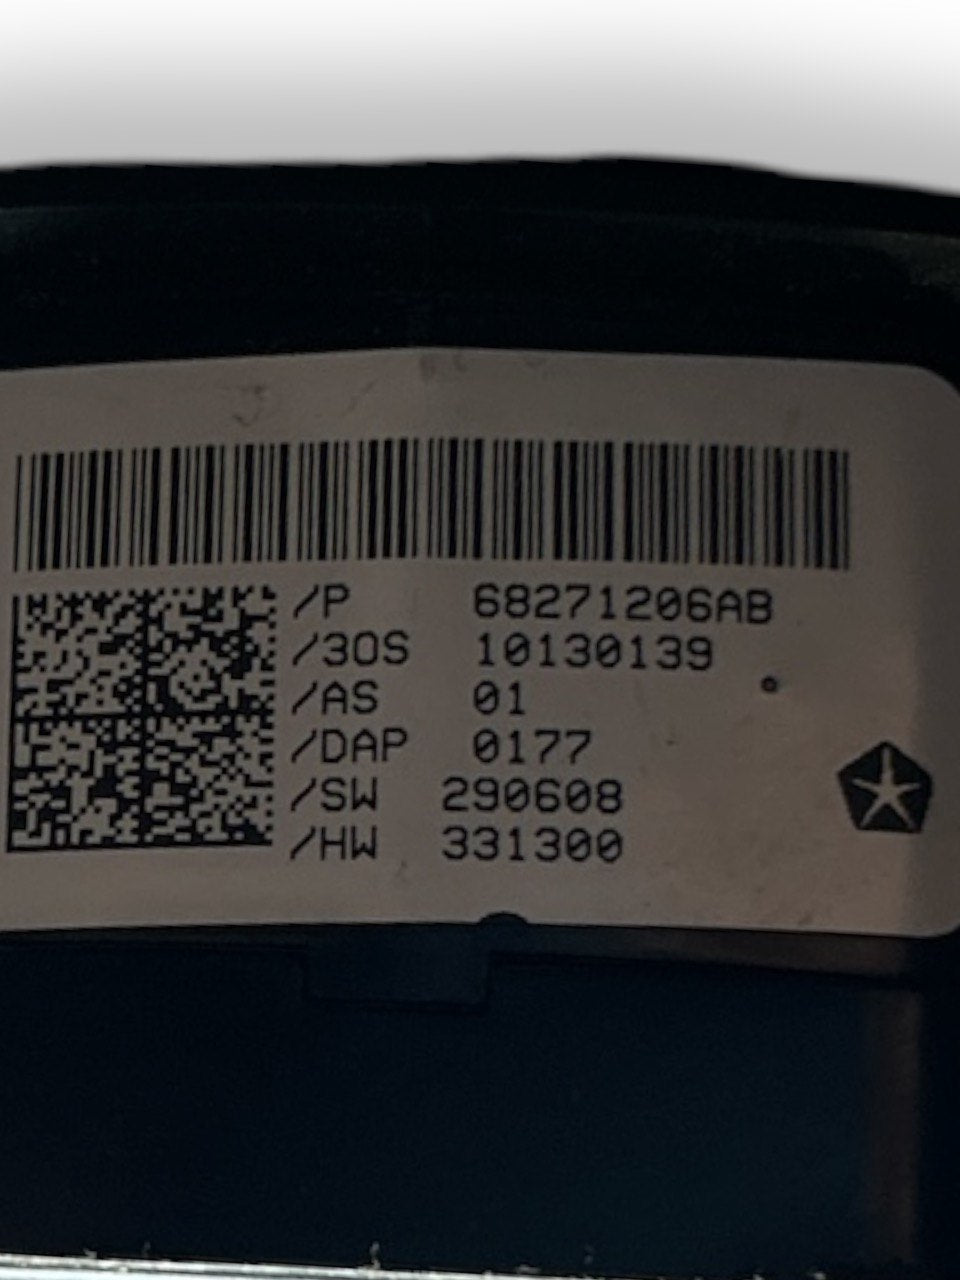 /P 68271206AB
/3OS 10130139
/AS 01
/DAP 0177
/SW 290608
/HW 331300